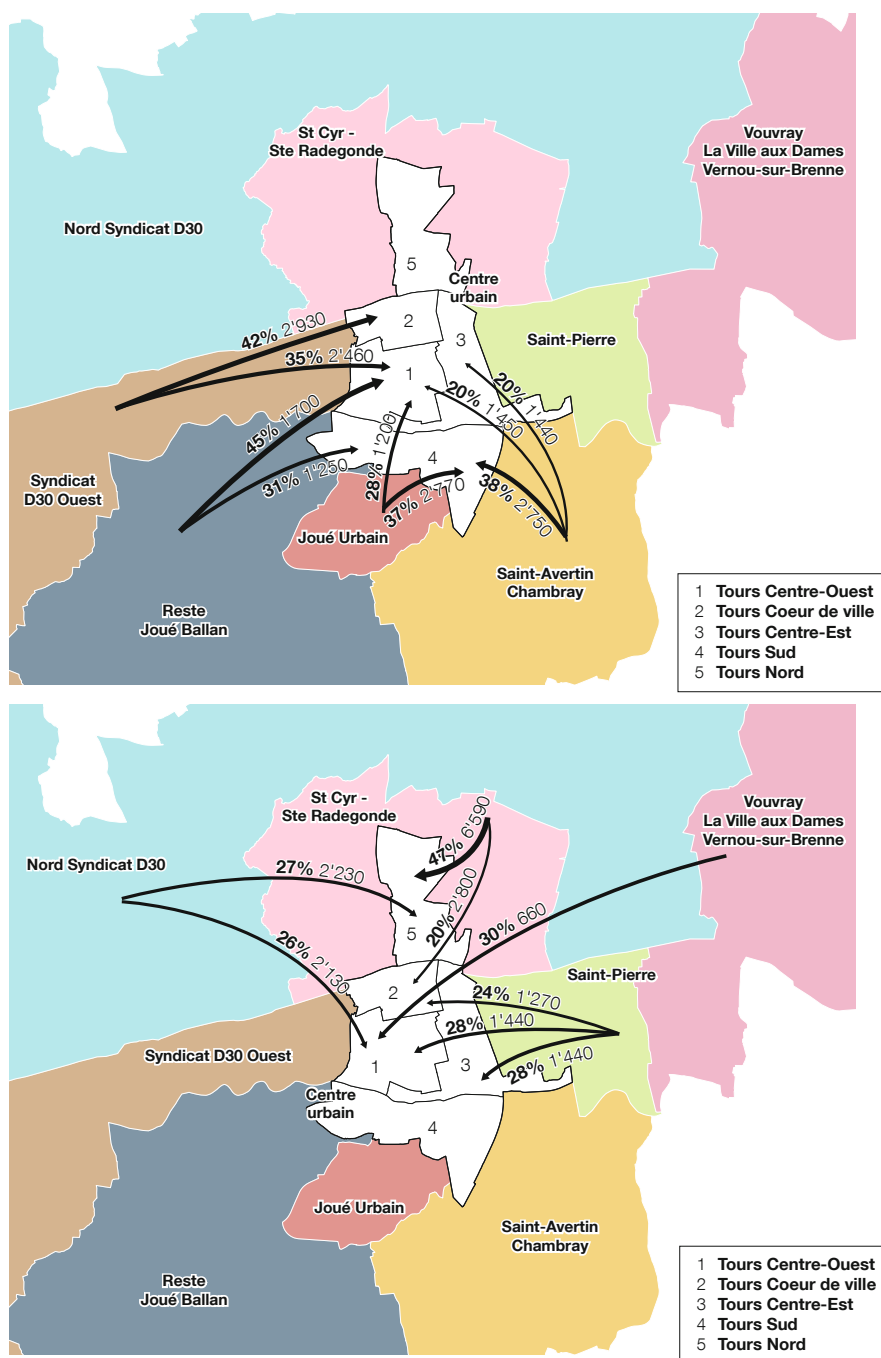 St Cyr -
Ste Radegonde
Vouvray
La Ville aux Dames
Vernou-sur-Brenne
Nord Syndicat D30
5
Centre
urbain
2
3
Saint-Pierre
42% 2'930
35% 2'460
1
20% 1'440
20% 1'450
45% 1'700
28% 1'200
31% 1'250
4
37% 2'770
38% 2'750
Syndicat
D30 Ouest
Joué Urbain
Saint-Avertin
Chambray
Reste
Joué Ballan
1 Tours Centre-Ouest
2 Tours Coeur de ville
3 Tours Centre-Est
4 Tours Sud
5 Tours Nord
St Cyr -
Ste Radegonde
Vouvray
La Ville aux Dames
Vernou-sur-Brenne
47% 6'590
Nord Syndicat D30
27% 2'230
20% 2'800
30% 660
5
26% 2'130
Saint-Pierre
2
24% 1'270
28% 1'440
Syndicat D30 Ouest
1
3
28% 1'440
Centre
urbain
4
Joué Urbain
Saint-Avertin
Chambray
Reste
Joué Ballan
1 Tours Centre-Ouest
2 Tours Coeur de ville
3 Tours Centre-Est
4 Tours Sud
5 Tours Nord